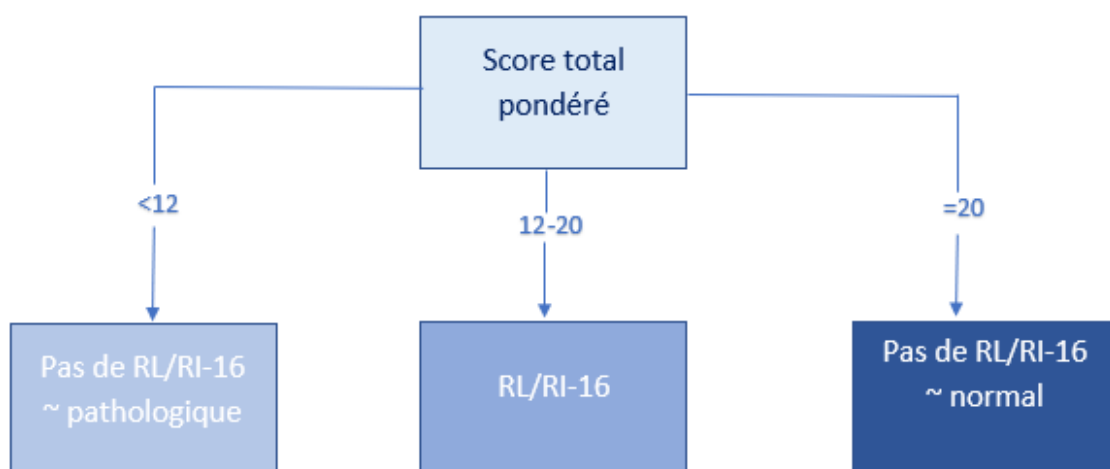 Score total
pondéré
<12
12-20
=20
Pas de RL/RI-16
~ pathologique
RL/RI-16
Pas de RL/RI-16
~ normal